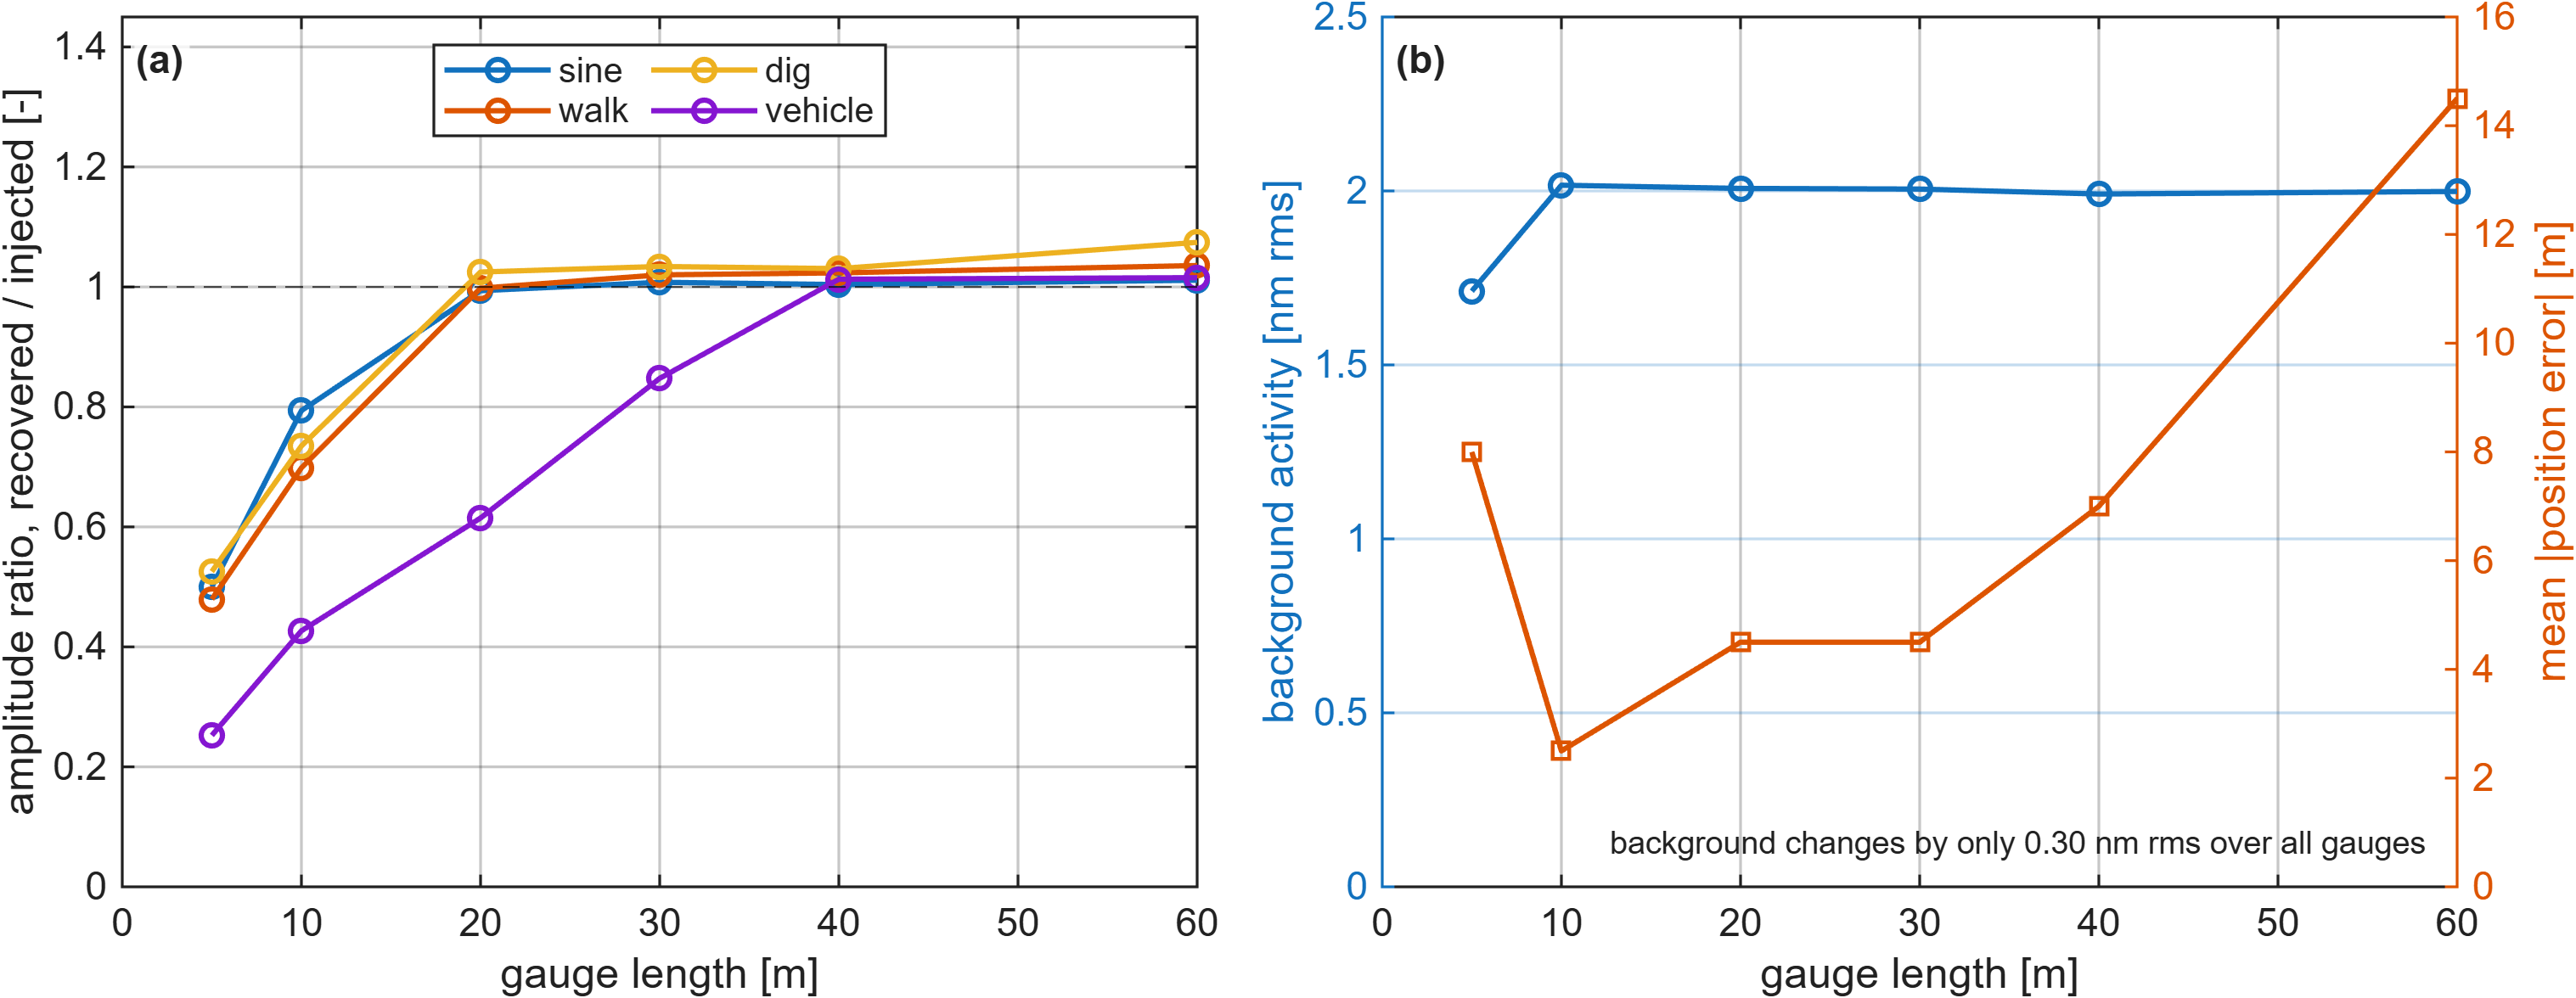 (a)
sine
dig
walk
vehicle
amplitude ratio, recovered / injected [-]
1.4
1.2
1
0.8
0.6
0.4
0.2
0
0 10 20 30 40 50 60
gauge length [m]
(b)
background activity [nm rms]
2.5
2
1.5
1
0.5
0
mean |position error| [m]
16
14
12
10
8
6
4
2
0
background changes by only 0.30 nm rms over all gauges
0 10 20 30 40 50 60
gauge length [m]